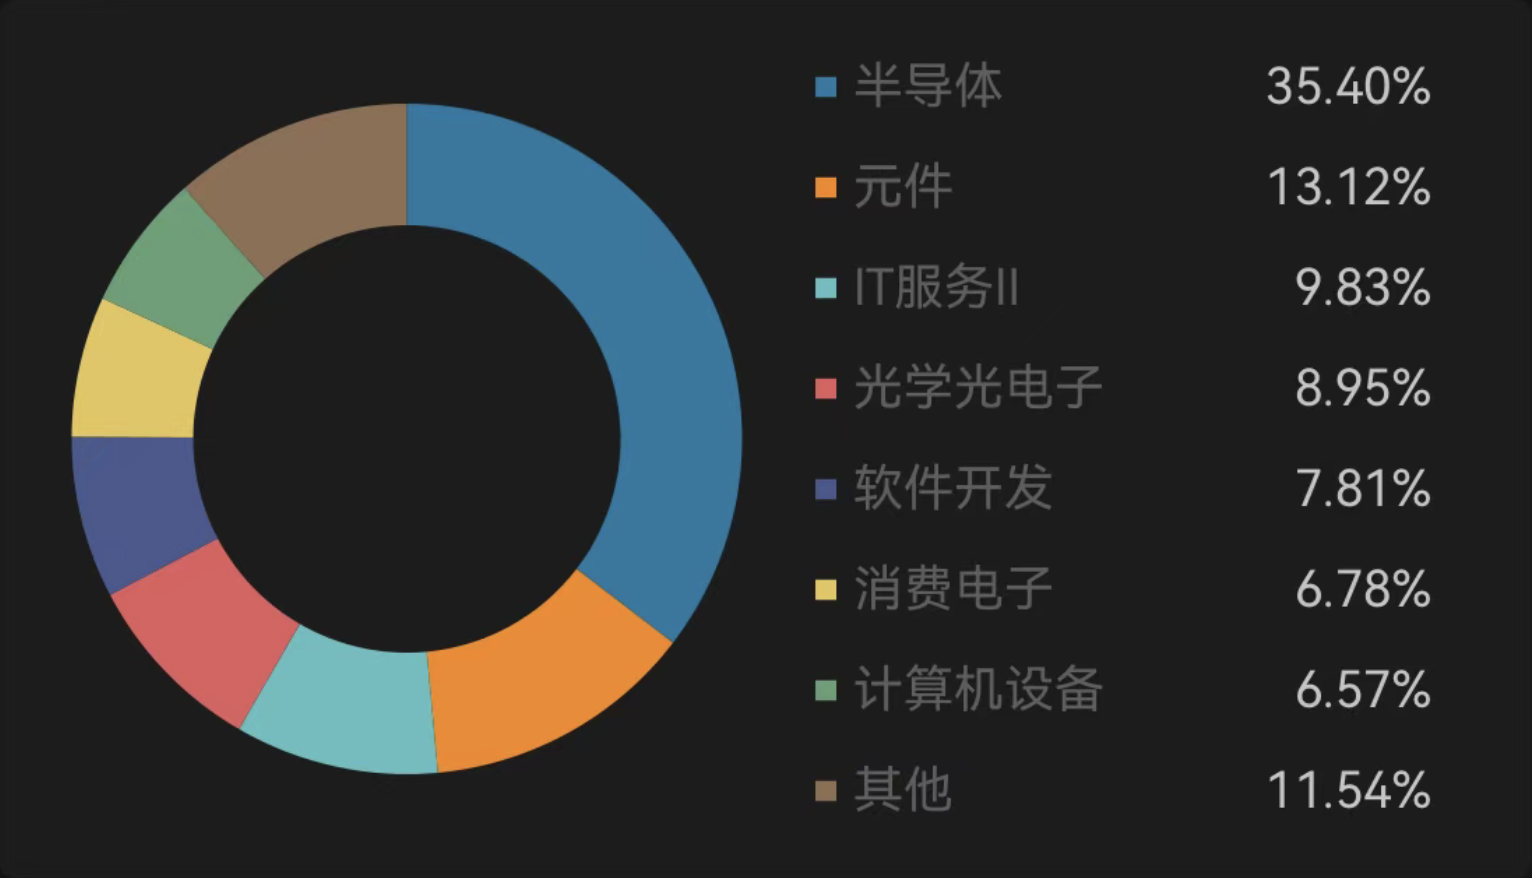 半导体 35.40%
元件 13.12%
IT服务II 9.83%
光学光电子 8.95%
软件开发 7.81%
消费电子 6.78%
计算机设备 6.57%
其他 11.54%